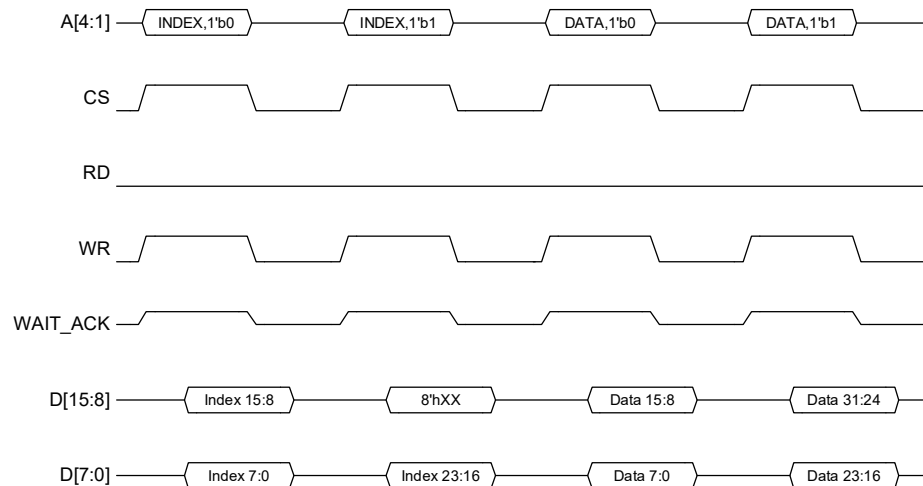 A[4:1] INDEX,1'b0 INDEX,1'b1 DATA,1'b0 DATA,1'b1
CS
RD
WR
WAIT_ACK
D[15:8] Index 15:8 8'hXX Data 15:8 Data 31:24
D[7:0] Index 7:0 Index 23:16 Data 7:0 Data 23:16